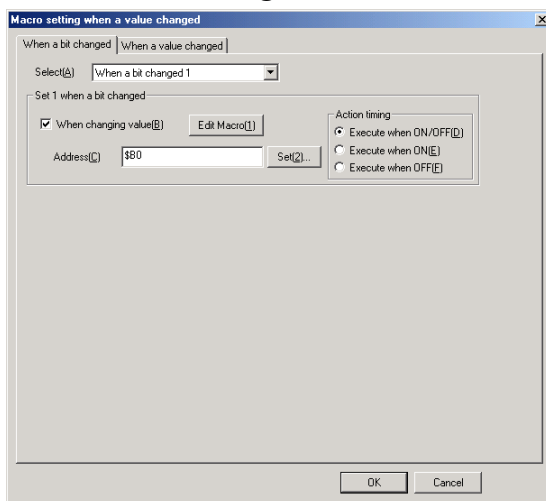 Macro setting when a value changed
When a bit changed When a value changed
Select(A) When a bit changed 1
Set 1 when a bit changed
When changing value(B) Edit Macro(1)
Address(C) $B0 Set(2)...
Action timing
Execute when ON/OFF(D)
Execute when ON(E)
Execute when OFF(F)
OK Cancel